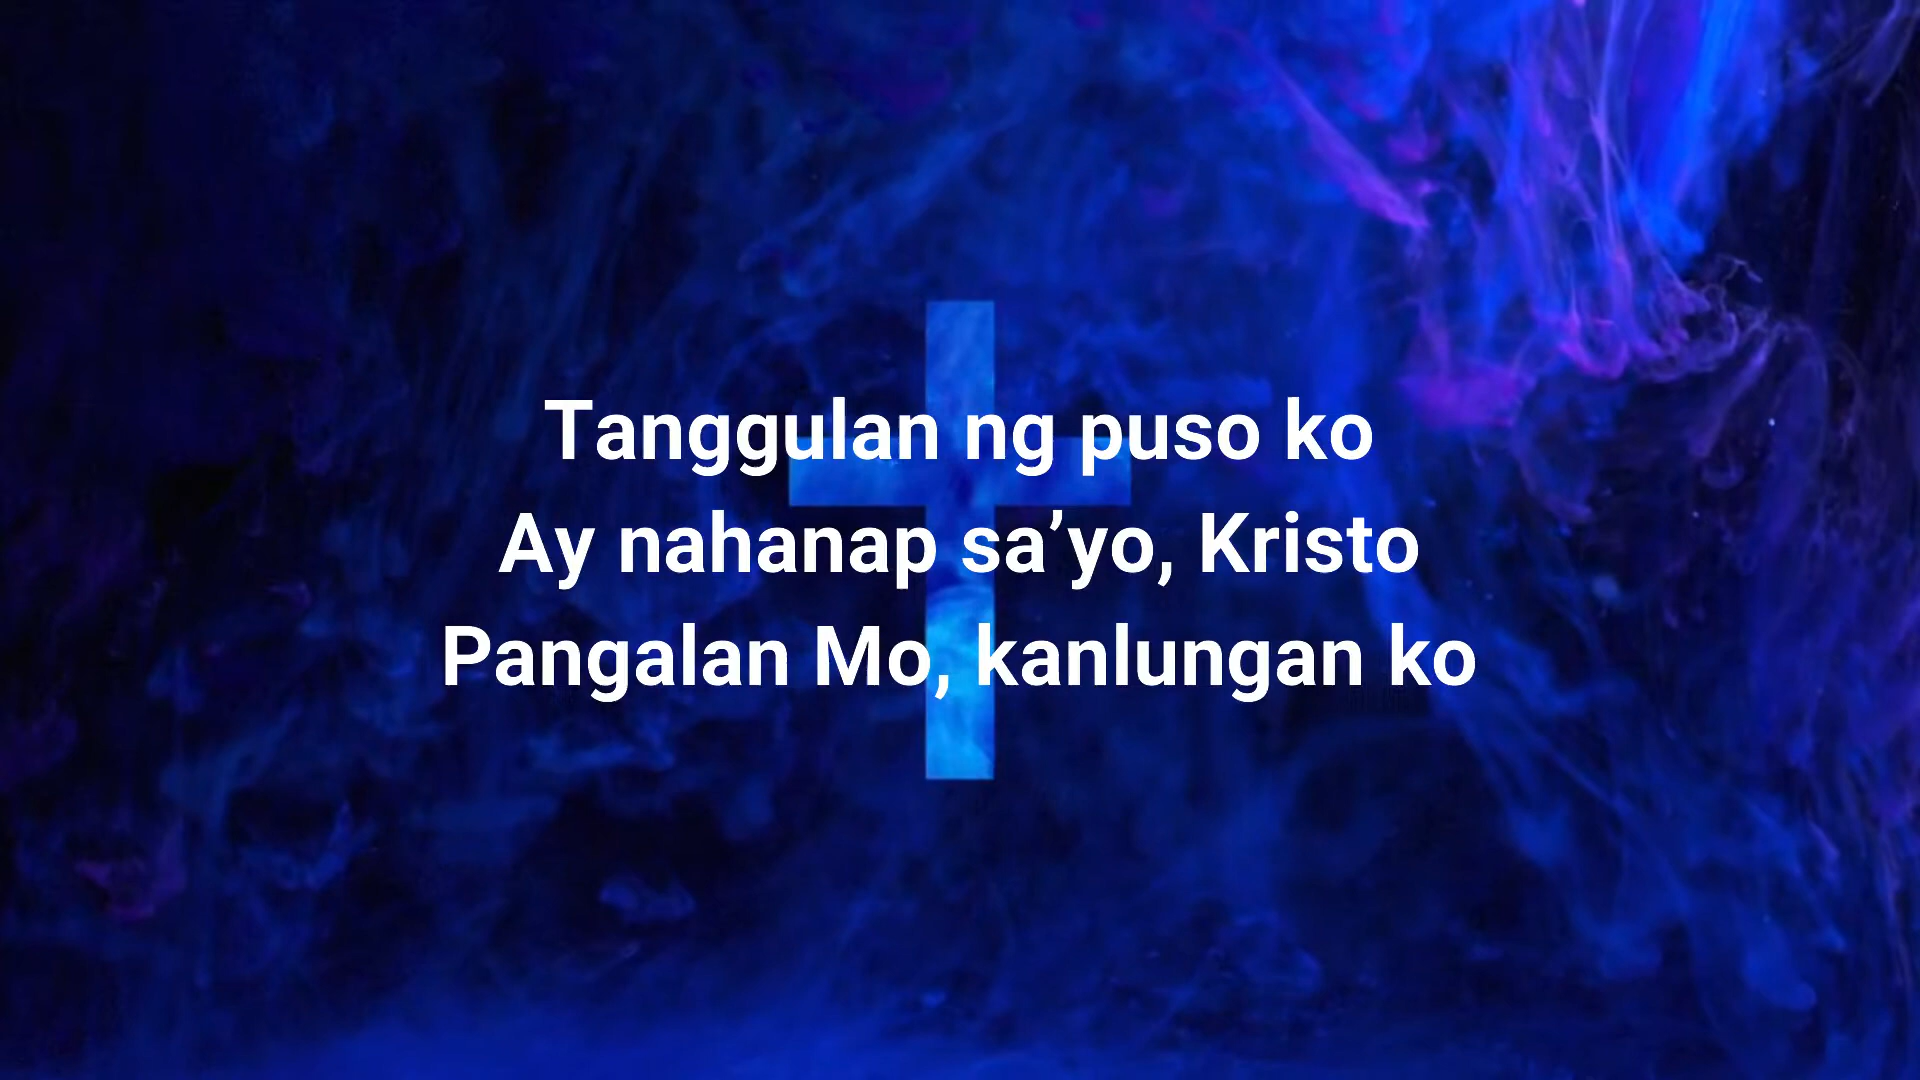 Tanggulan ng puso ko
Ay nahanap sa’yo, Kristo
Pangalan Mo, kanlungan ko